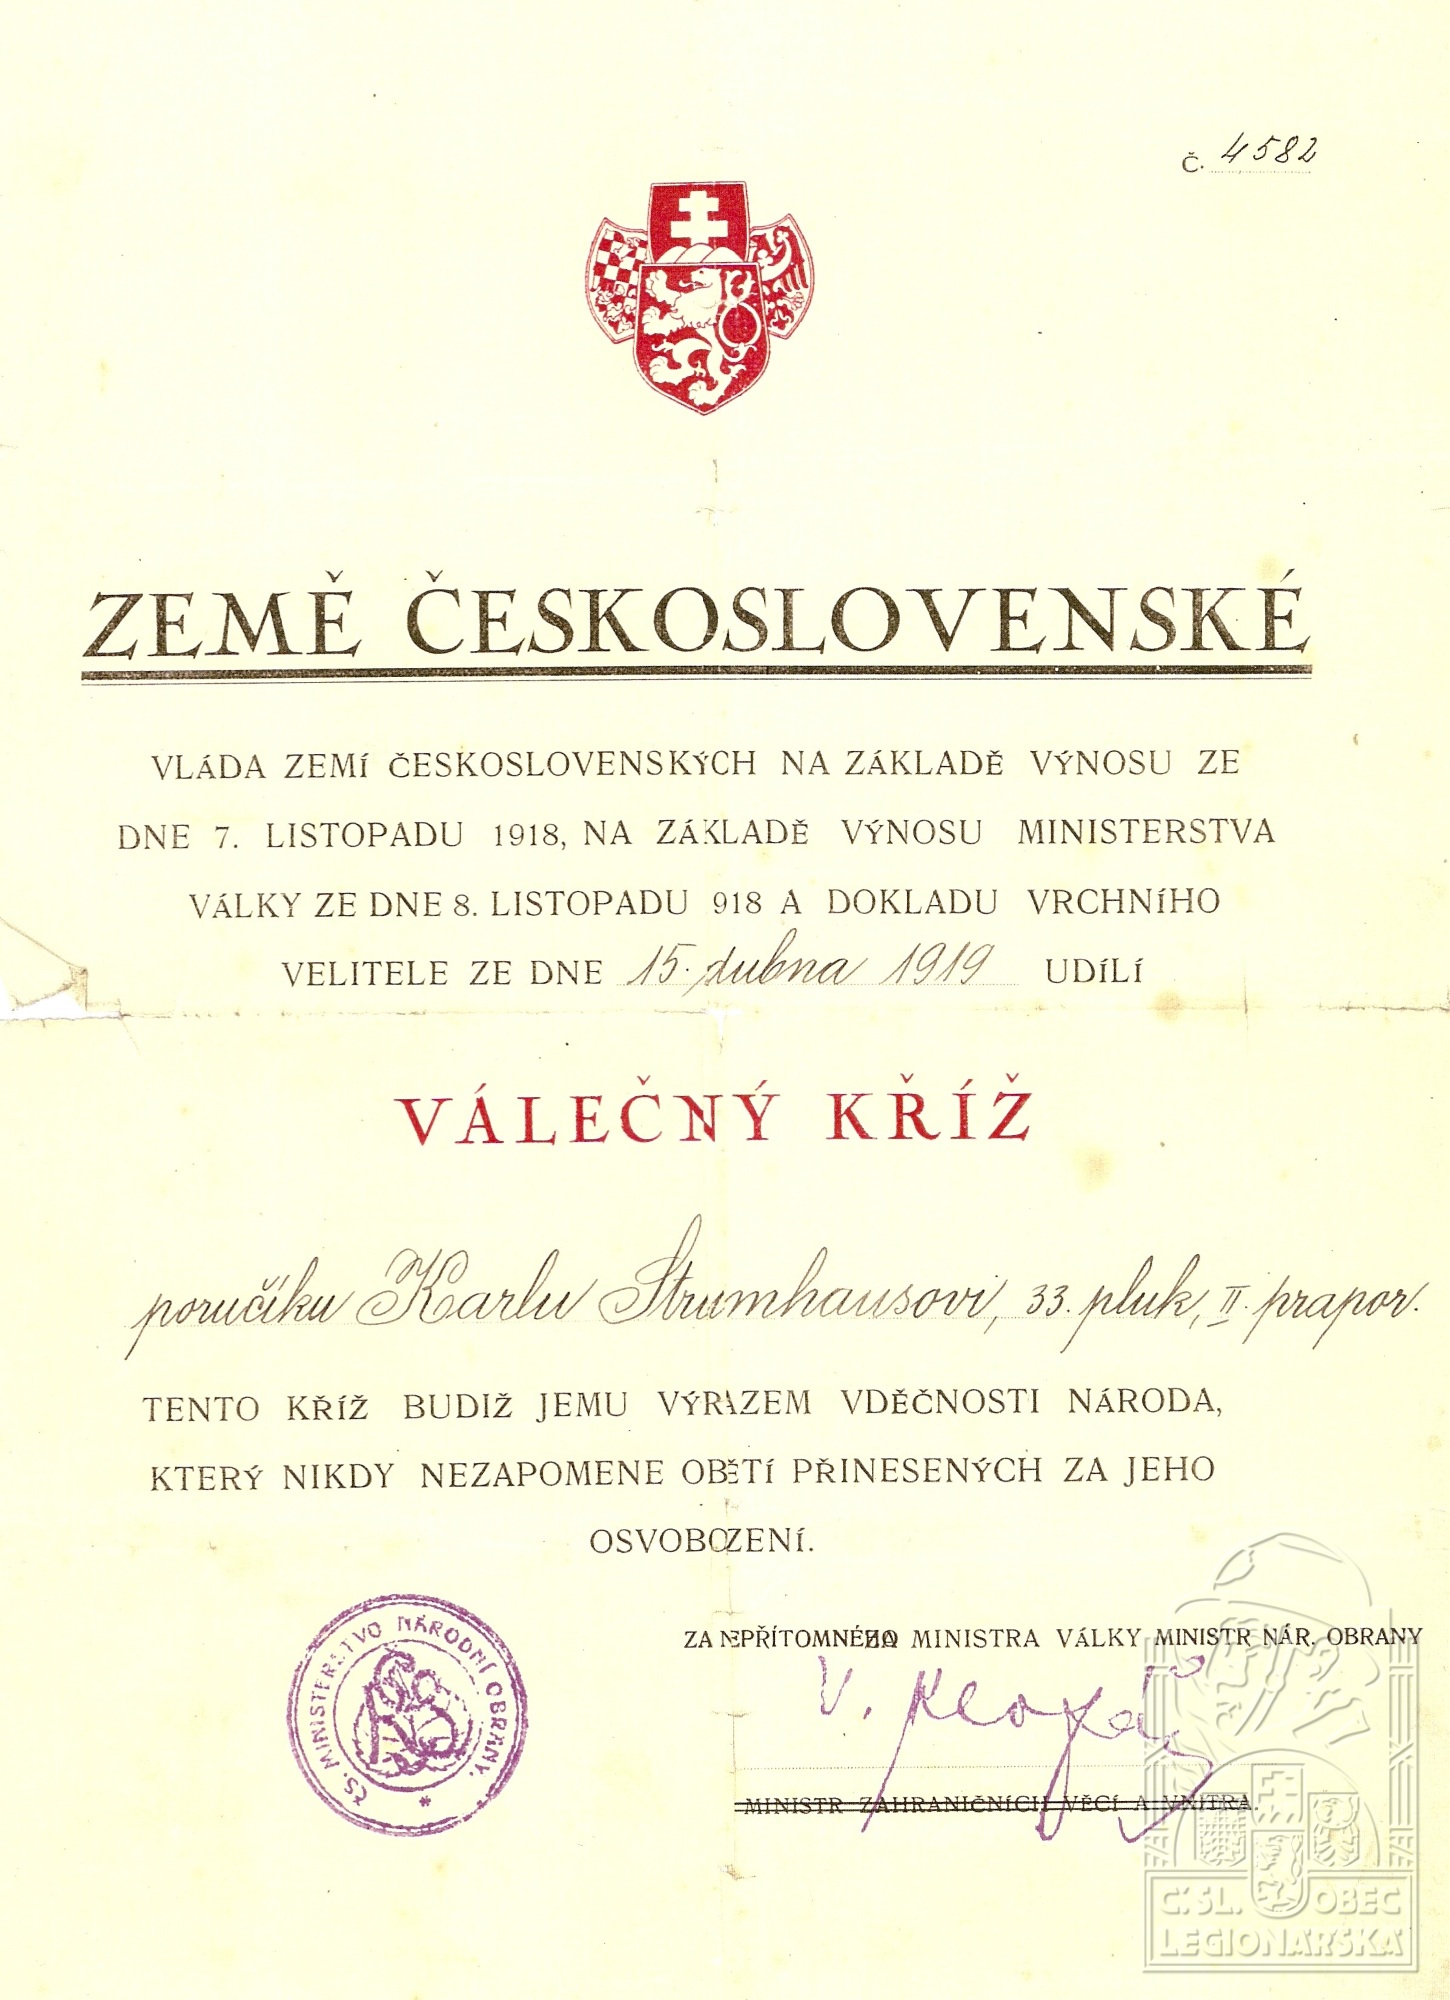 Č. 4582
ZEMĚ ČESKOSLOVENSKÉ
VLÁDA ZEMÍ ČESKOSLOVENSKÝCH NA ZÁKLADĚ VÝNOSU ZE
DNE 7. LISTOPADU 1918, NA ZÁKLADĚ VÝNOSU MINISTERSTVA
VÁLKY ZE DNE 8. LISTOPADU 918 A DOKLADU VRCHNÍHO
VELITELE ZE DNE 15. dubna 1919 UDÍLÍ
VÁLEČNÝ KŘÍŽ
poručíku Karlu Strumhausovi, 33. pluk, II. prapor.
TENTO KŘÍŽ BUDIŽ JEMU VÝRAZEM VDĚČNOSTI NÁRODA,
KTERÝ NIKDY NEZAPOMENE OBĚTÍ PŘINESENÝCH ZA JEHO
OSVOBOZENÍ.
ČS. MINISTERSTVO NÁRODNÍ OBRANY.
ZA NEPŘÍTOMNÉHO MINISTRA VÁLKY MINISTR NÁR. OBRANY
V. Klofáč
MINISTR ZAHRANIČNÍCH VĚCÍ A VNITRA.
Č. SL. OBEC
LEGIONÁŘSKÁ